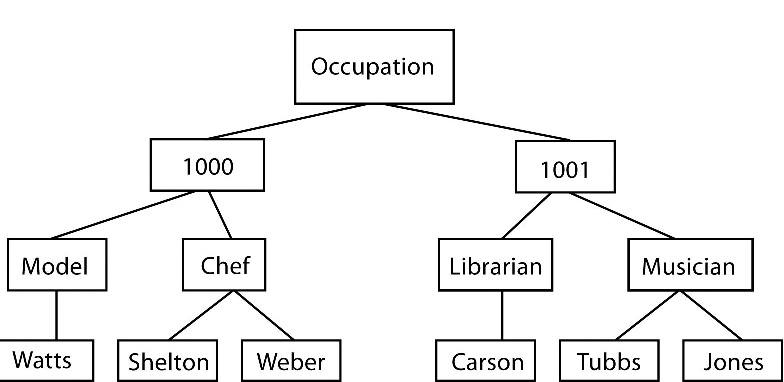 Occupation
1000
1001
Model
Chef
Librarian
Musician
Watts
Shelton
Weber
Carson
Tubbs
Jones